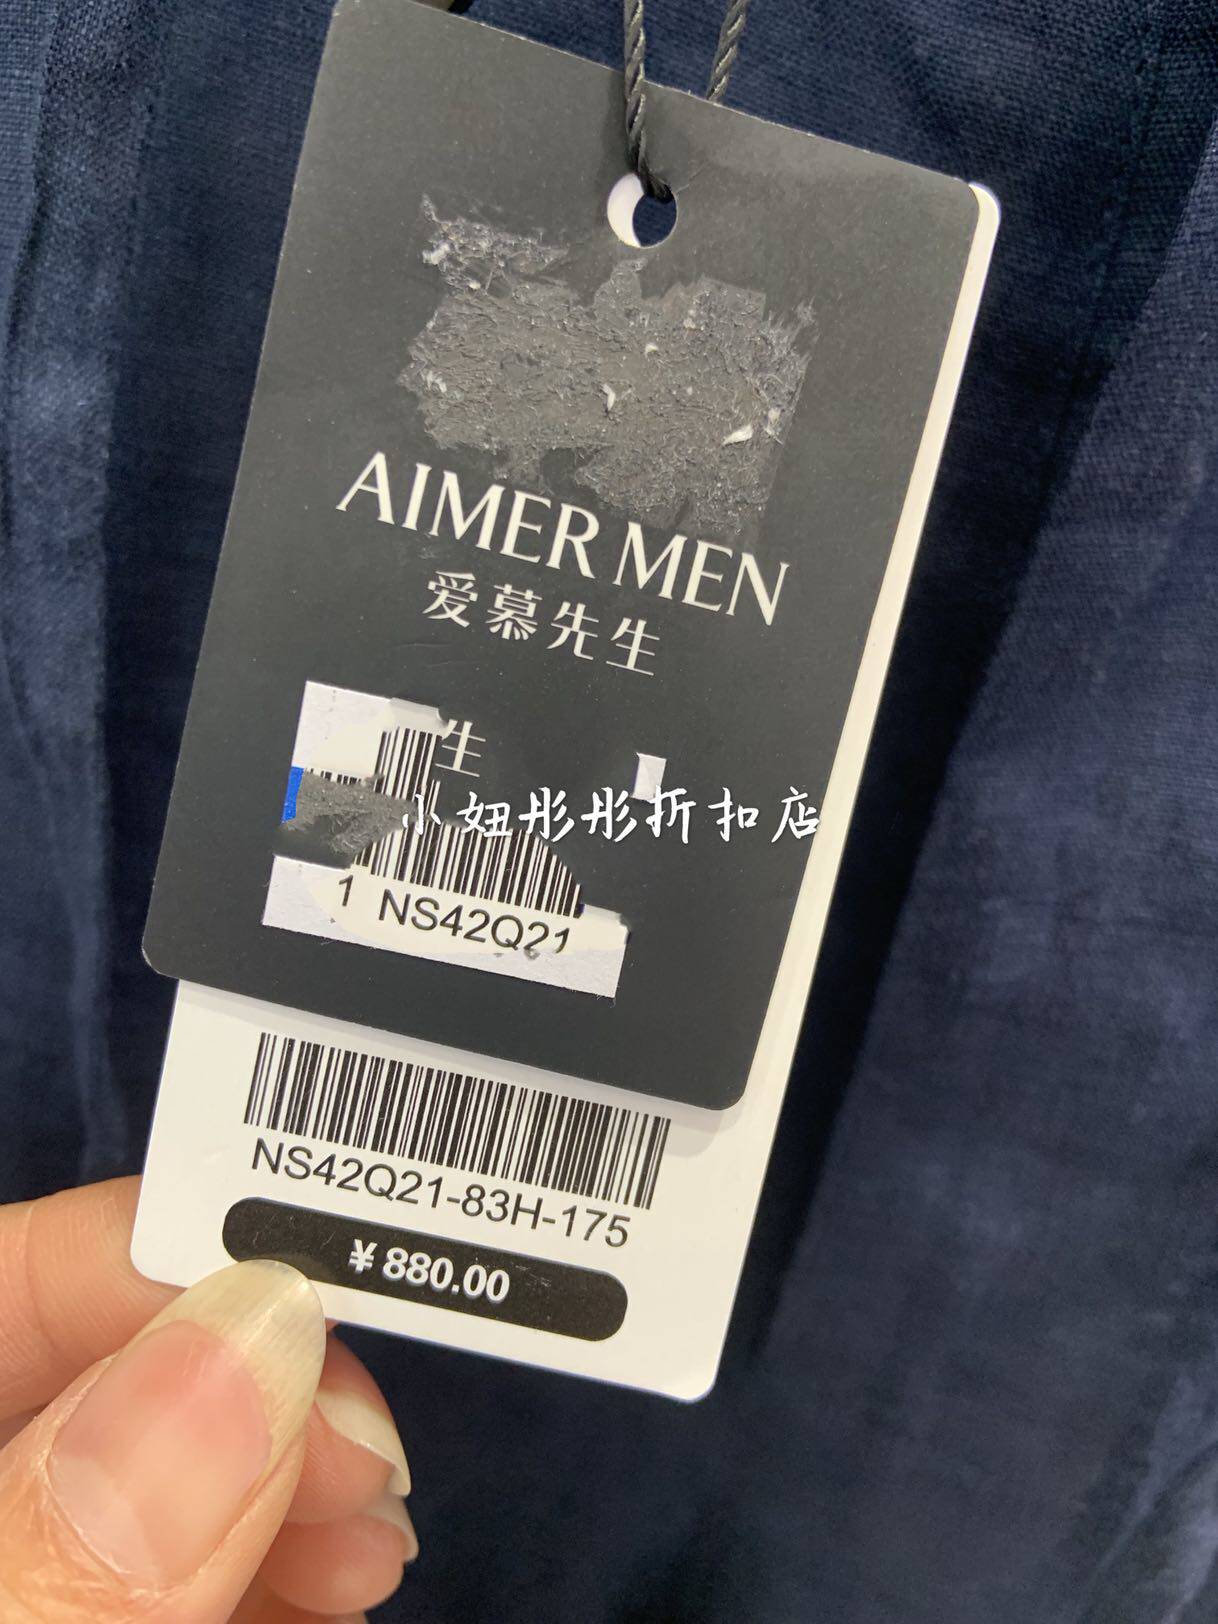 AIMER MEN
爱慕先生
生
小妞彤彤折扣店
1 NS42Q21
NS42Q21-83H-175
¥ 880.00